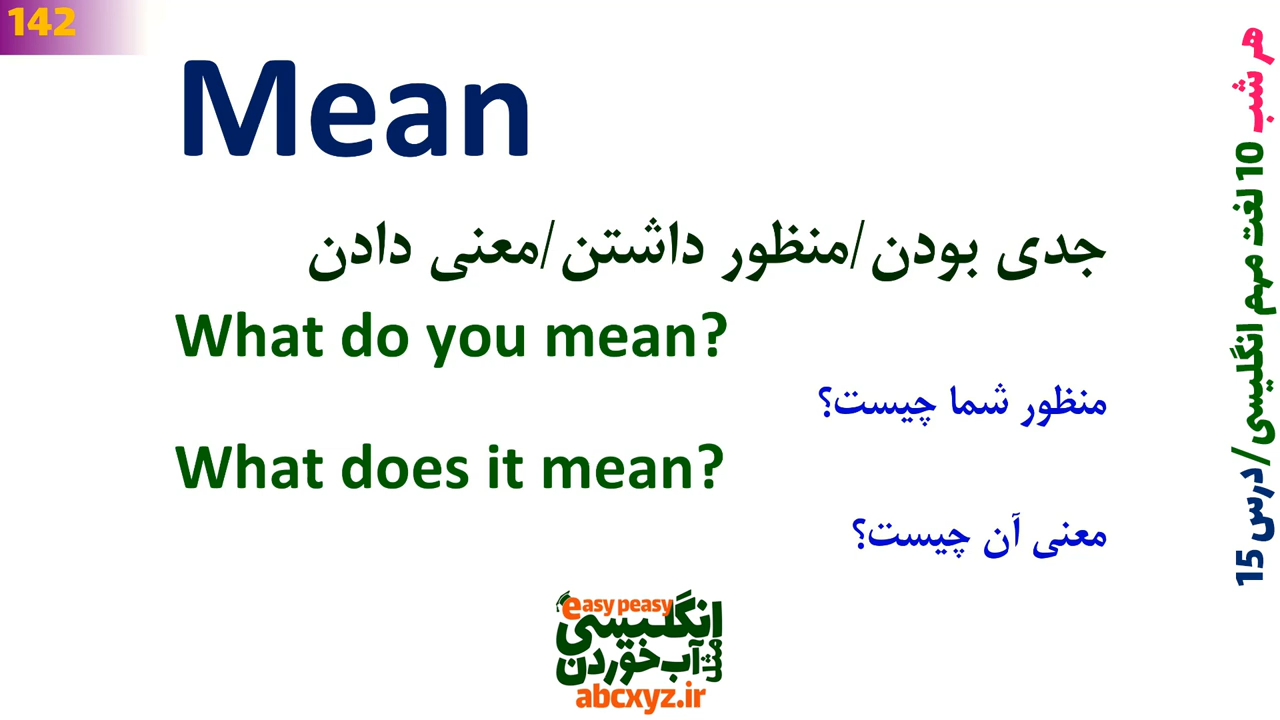 142
Mean
جدی بودن/منظور داشتن/معنی دادن
What do you mean?
منظور شما چیست؟
What does it mean?
معنی آن چیست؟
هر شب 10 لغت مهم انگلیسی/درس 15
easy peasy
انگلیسی
مثل آب خوردن
abcxyz.ir